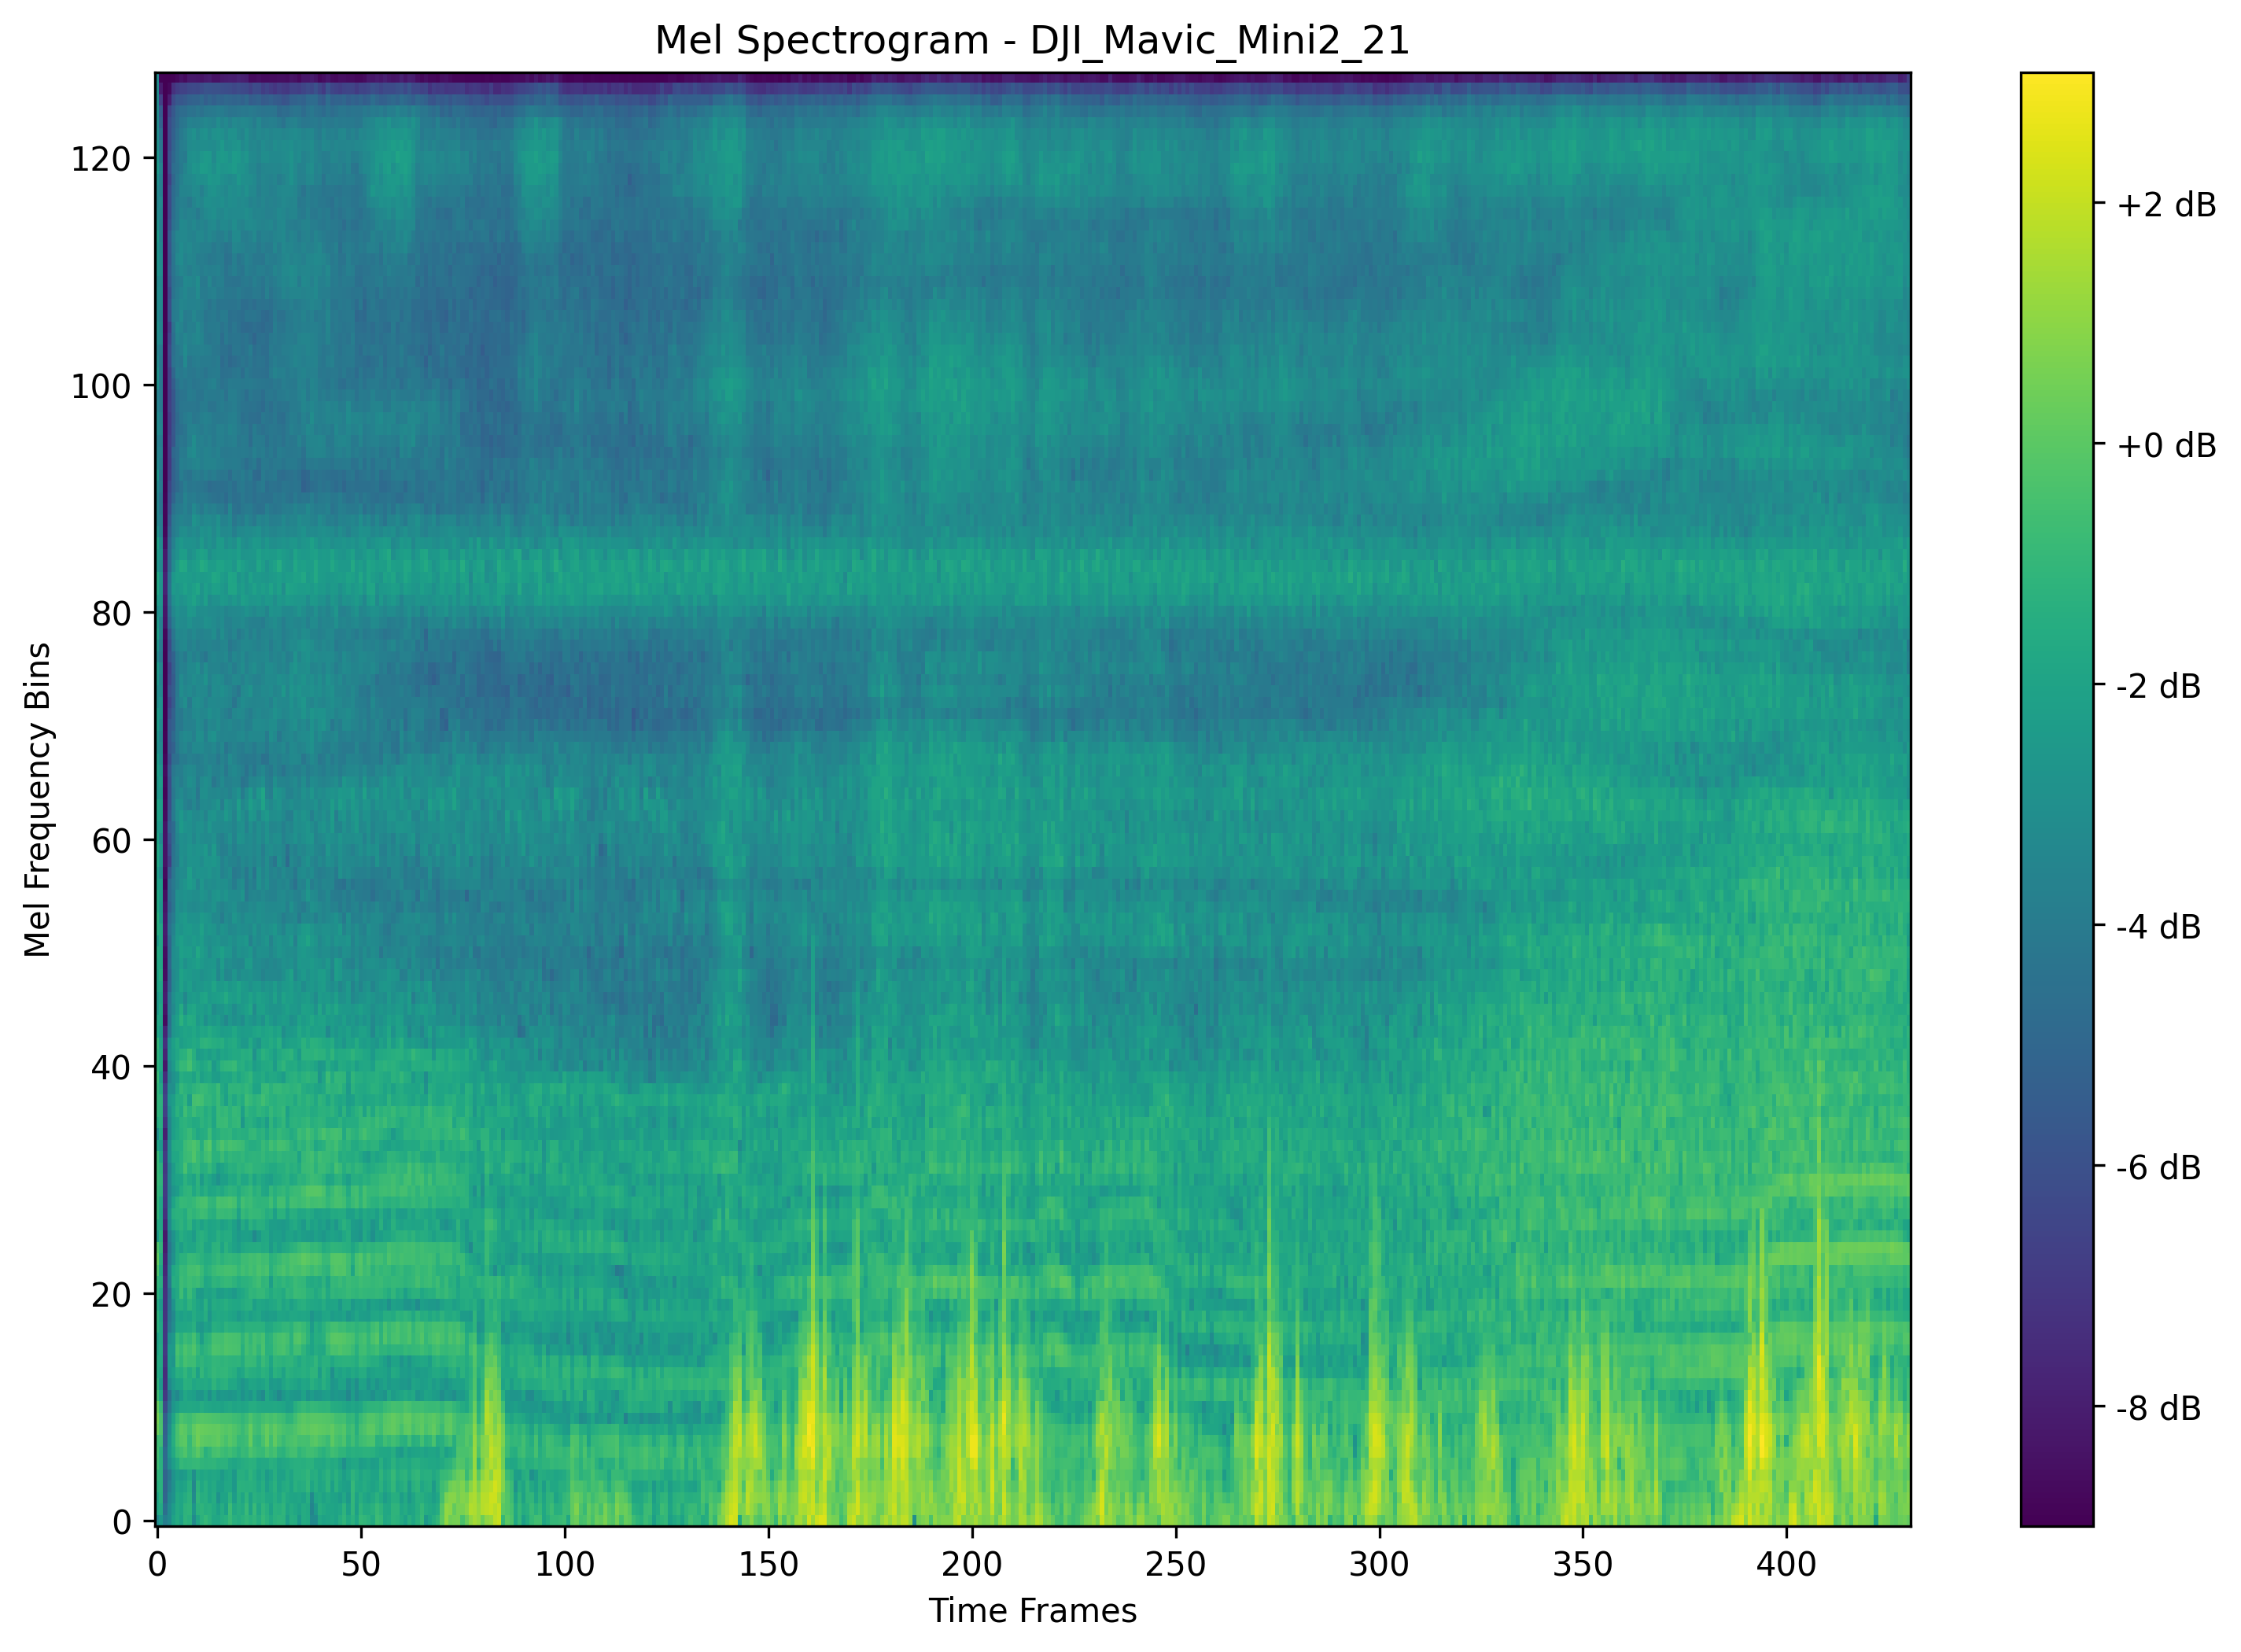 Mel Spectrogram - DJI_Mavic_Mini2_21
Mel Frequency Bins
120
100
80
60
40
20
0
0 50 100 150 200 250 300 350 400
Time Frames
+2 dB
+0 dB
-2 dB
-4 dB
-6 dB
-8 dB